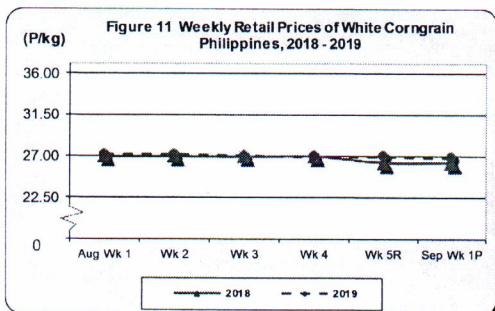 Figure 11 Weekly Retail Prices of White Corngrain
Philippines, 2018 - 2019
(P/kg)
36.00
31.50
27.00
22.50
0
Aug Wk 1 Wk 2 Wk 3 Wk 4 Wk 5R Sep Wk 1P
2018 2019